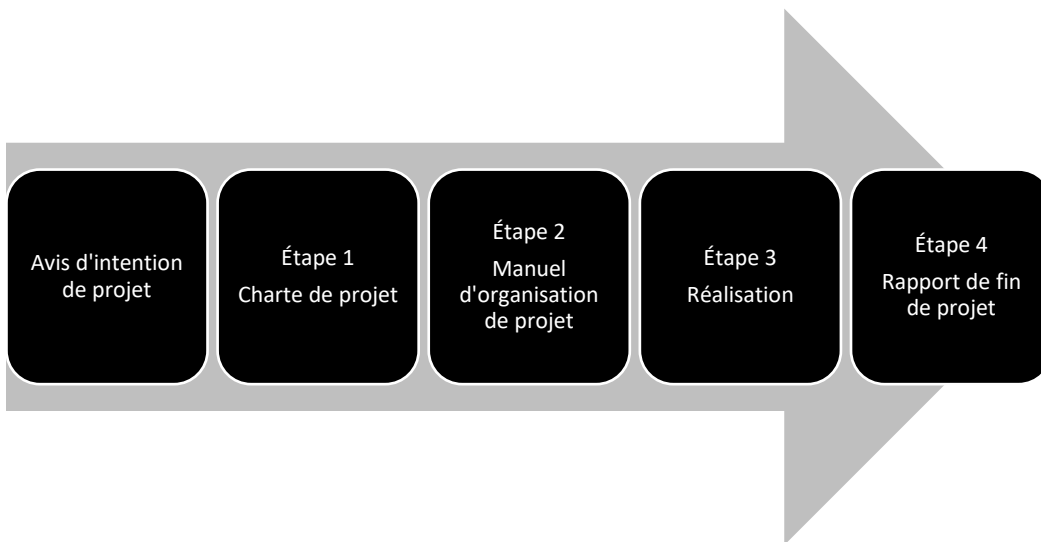 Avis d'intention
de projet
Étape 1
Charte de projet
Étape 2
Manuel
d'organisation
de projet
Étape 3
Réalisation
Étape 4
Rapport de fin
de projet